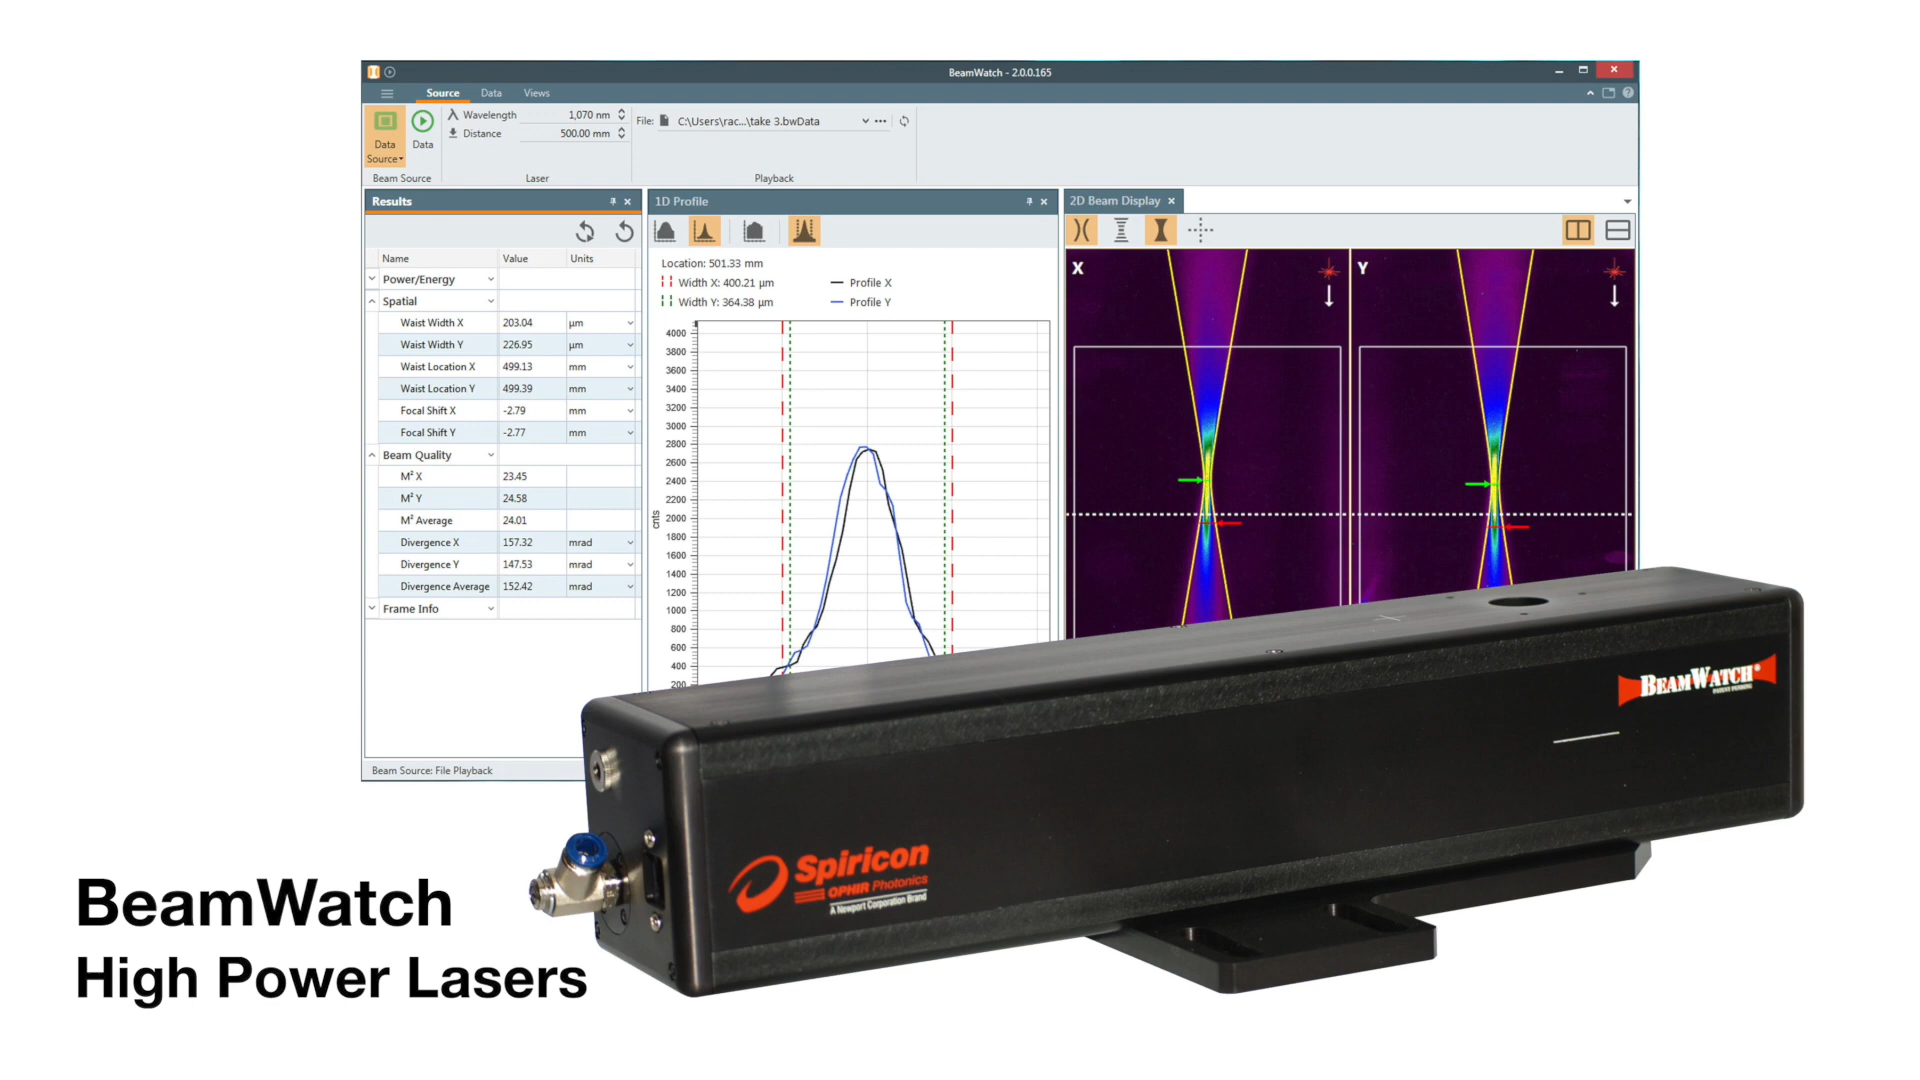 BeamWatch - 2.0.0.165
Source Data Views
Data Source
Data
Beam Source
Wavelength 1,070 nm
Distance 500.00 mm
Laser
File: C:\Users\rac...\take 3.bwData
Playback
Results
Name Value Units
Power/Energy
Spatial
Waist Width X 203.04 µm
Waist Width Y 226.95 µm
Waist Location X 499.13 mm
Waist Location Y 499.39 mm
Focal Shift X -2.79 mm
Focal Shift Y -2.77 mm
Beam Quality
M² X 23.45
M² Y 24.58
M² Average 24.01
Divergence X 157.32 mrad
Divergence Y 147.53 mrad
Divergence Average 152.42 mrad
Frame Info
Beam Source: File Playback
1D Profile
Location: 501.33 mm
Width X: 400.21 µm Profile X
Width Y: 364.38 µm Profile Y
cnts
4000
3800
3600
3400
3200
3000
2800
2600
2400
2200
2000
1800
1600
1400
1200
1000
800
600
400
200
2D Beam Display
X
Y
BEAMWATCH®
PATENT PENDING
Spiricon
OPHIR Photonics
A Newport Corporation Brand
BeamWatch
High Power Lasers